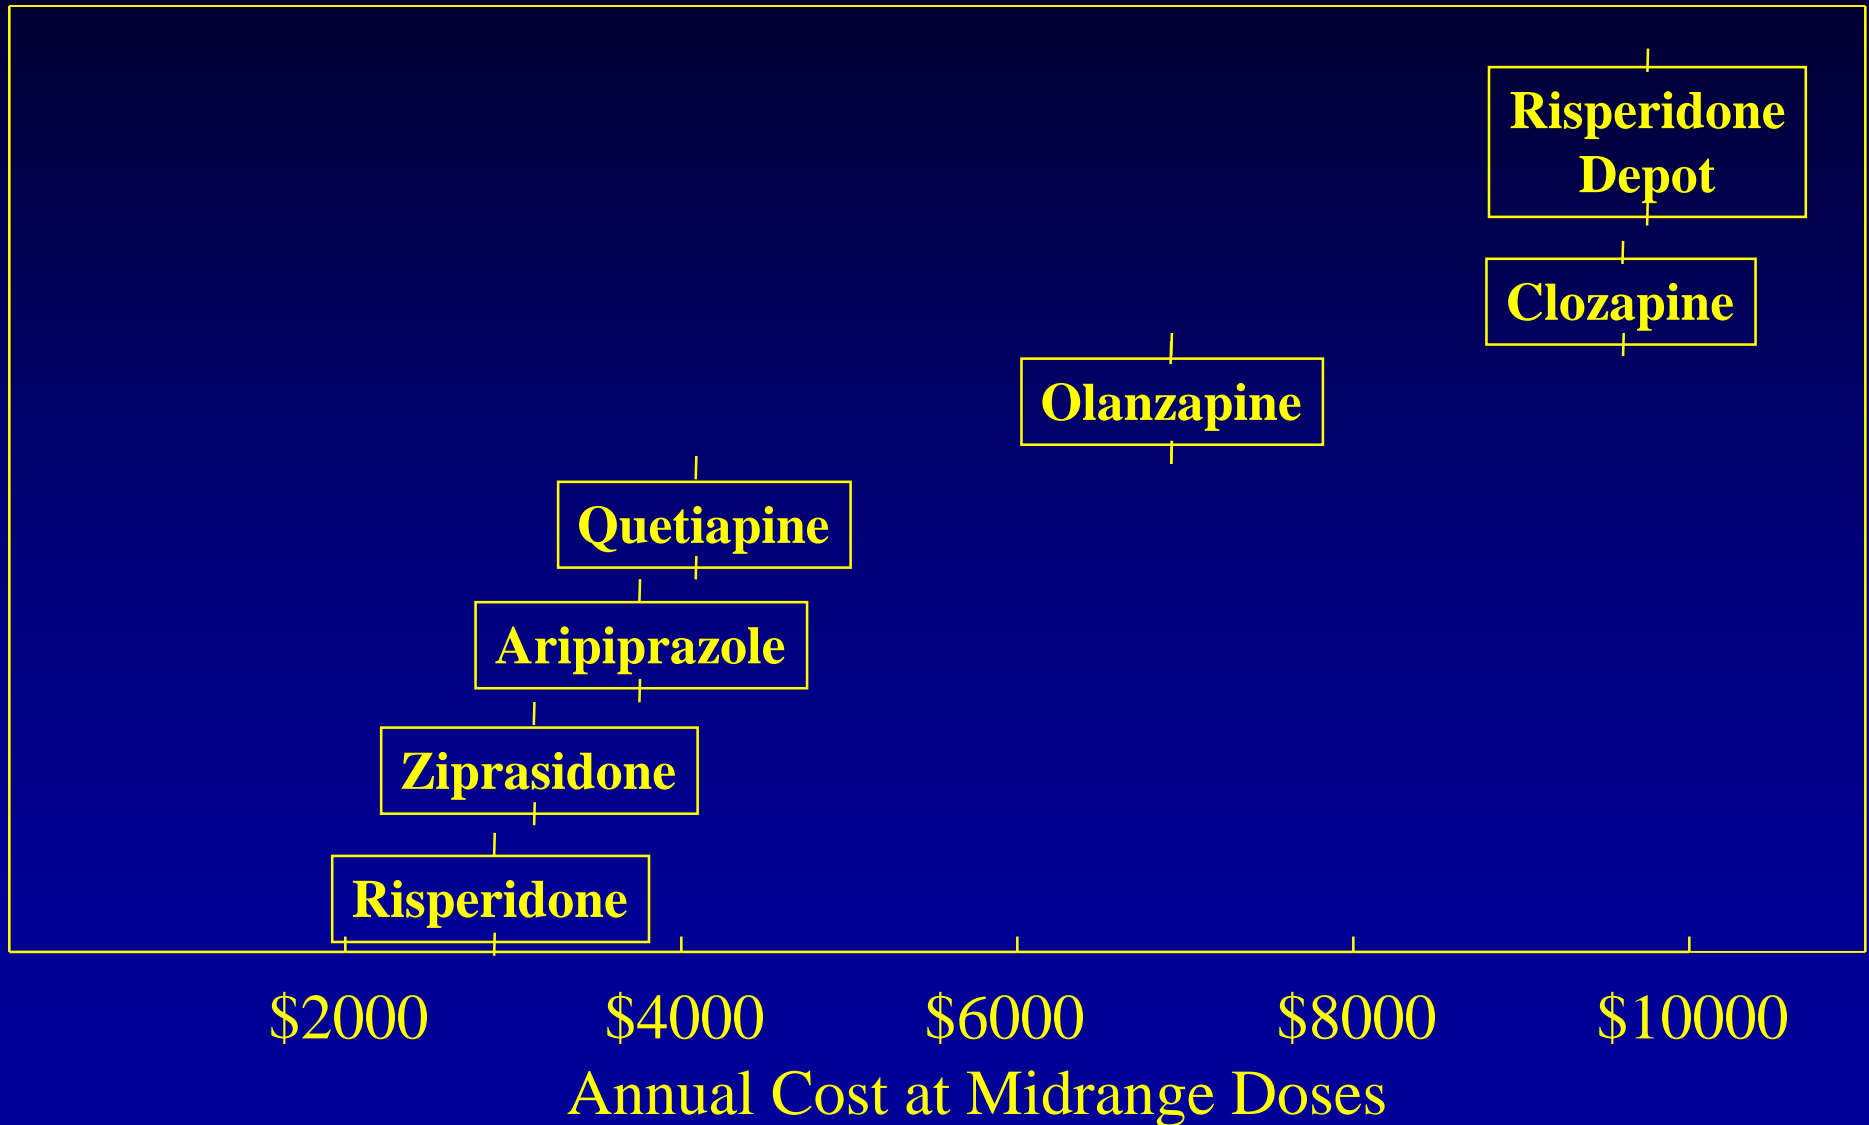 Risperidone
Depot
Clozapine
Olanzapine
Quetiapine
Aripiprazole
Ziprasidone
Risperidone
$2000 $4000 $6000 $8000 $10000
Annual Cost at Midrange Doses